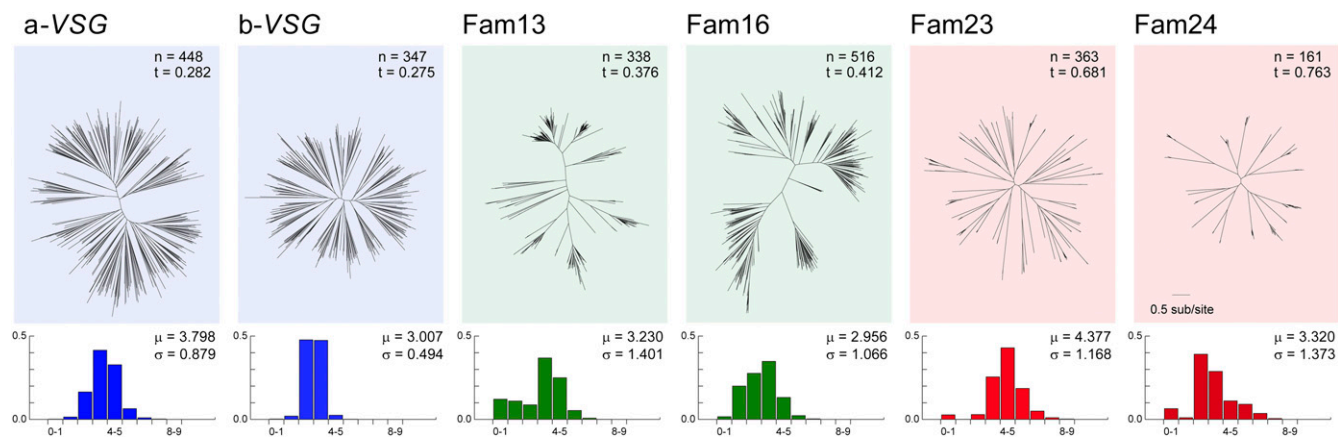 a-VSG
n = 448
t = 0.282
μ = 3.798
σ = 0.879
0.5
0.0
0-1 4-5 8-9
b-VSG
n = 347
t = 0.275
μ = 3.007
σ = 0.494
0.5
0.0
0-1 4-5 8-9
Fam13
n = 338
t = 0.376
μ = 3.230
σ = 1.401
0.5
0.0
0-1 4-5 8-9
Fam16
n = 516
t = 0.412
μ = 2.956
σ = 1.066
0.5
0.0
0-1 4-5 8-9
Fam23
n = 363
t = 0.681
μ = 4.377
σ = 1.168
0.5
0.0
0-1 4-5 8-9
Fam24
n = 161
t = 0.763
0.5 sub/site
μ = 3.320
σ = 1.373
0.5
0.0
0-1 4-5 8-9